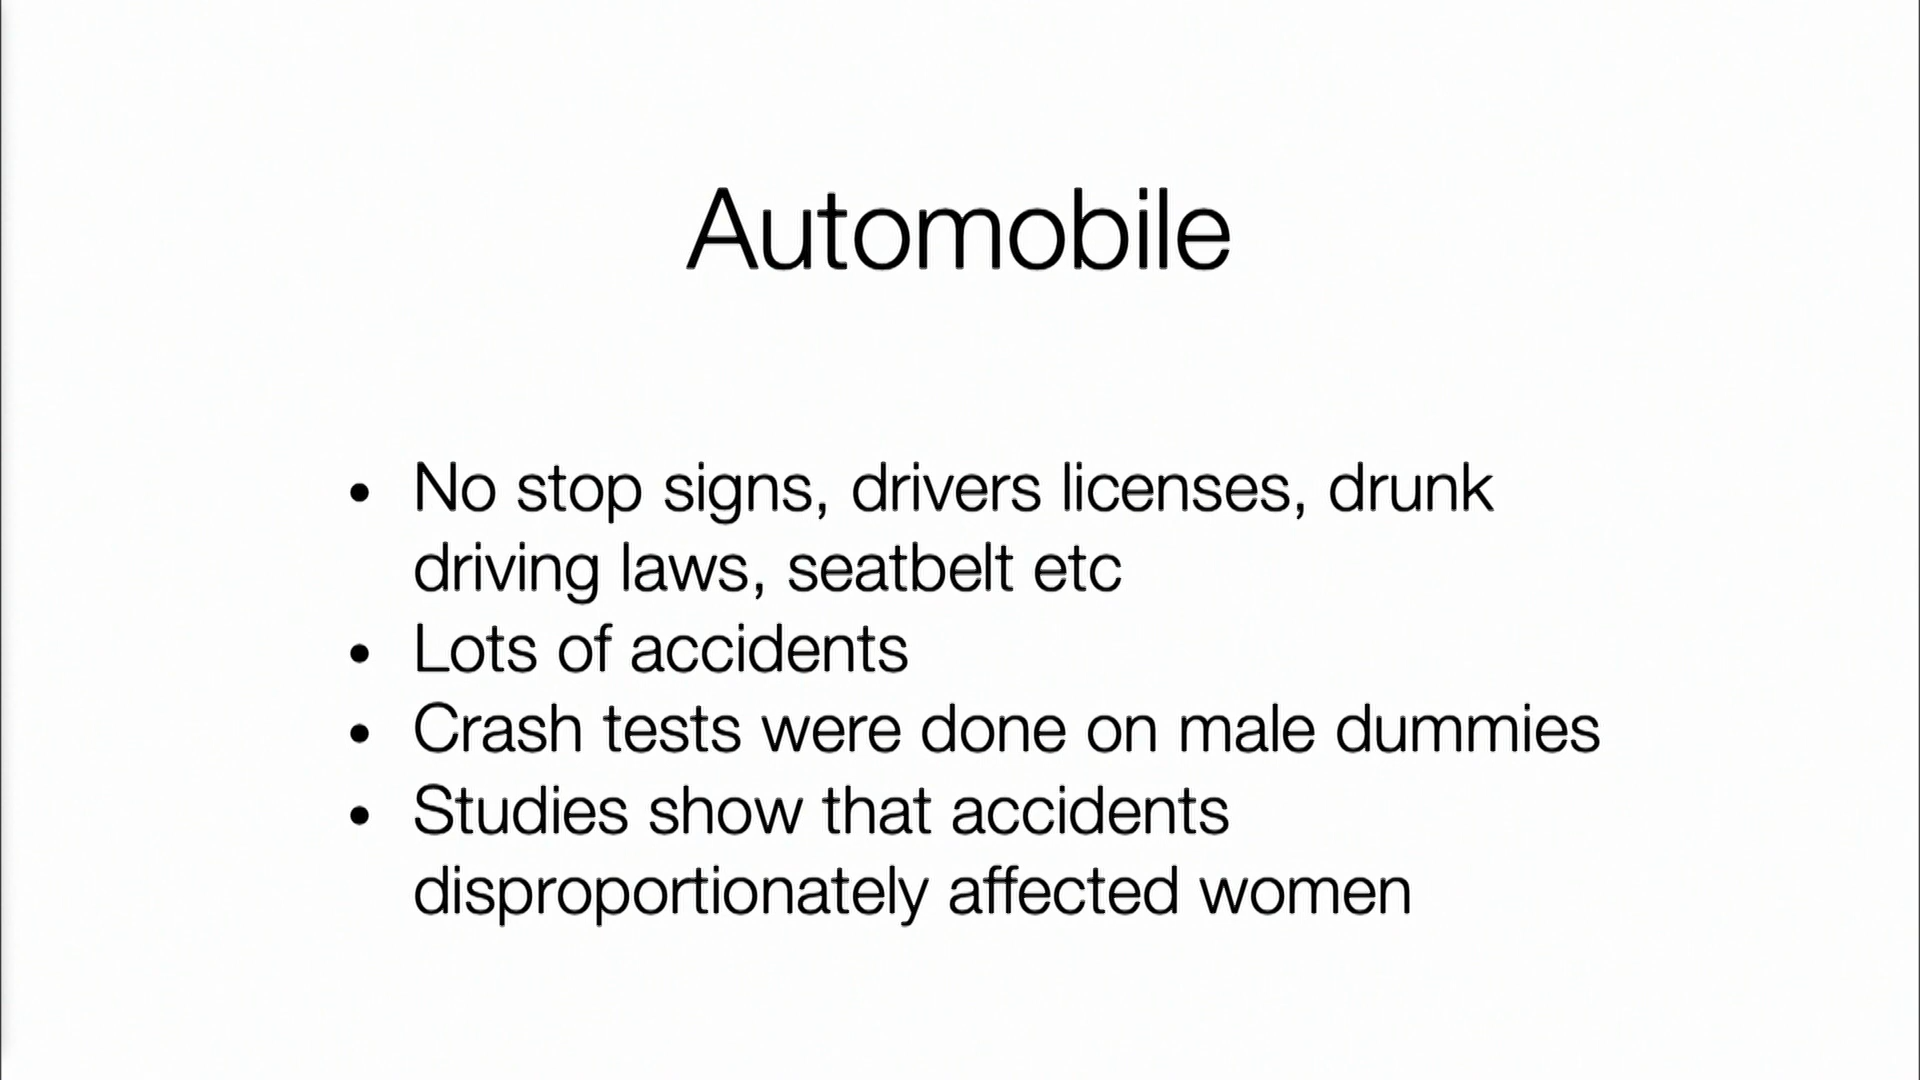 Automobile
• No stop signs, drivers licenses, drunk
driving laws, seatbelt etc
• Lots of accidents
• Crash tests were done on male dummies
• Studies show that accidents
disproportionately affected women